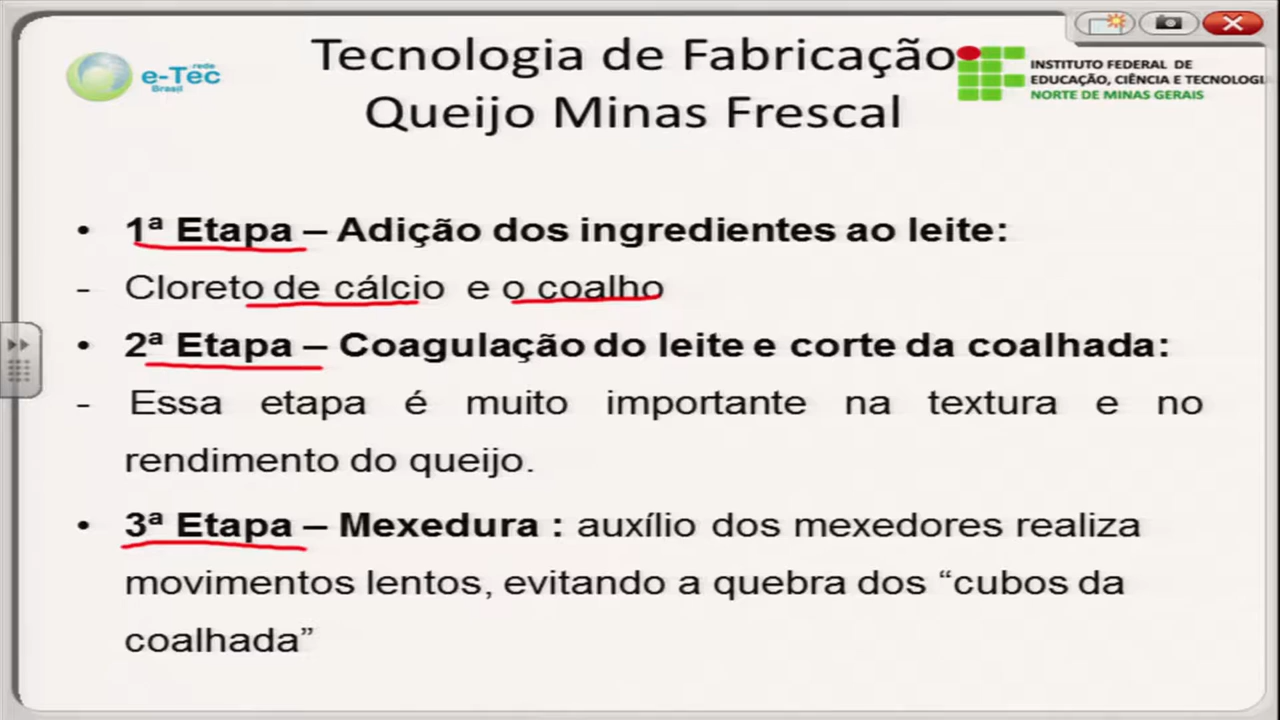 Tecnologia de Fabricação
Queijo Minas Frescal
rede
e-Tec
Brasil
INSTITUTO FEDERAL DE
EDUCAÇÃO, CIÊNCIA E TECNOLOGI
NORTE DE MINAS GERAIS
• 1ª Etapa – Adição dos ingredientes ao leite:
- Cloreto de cálcio e o coalho
• 2ª Etapa – Coagulação do leite e corte da coalhada:
- Essa etapa é muito importante na textura e no
rendimento do queijo.
• 3ª Etapa – Mexedura : auxílio dos mexedores realiza
movimentos lentos, evitando a quebra dos “cubos da
coalhada”